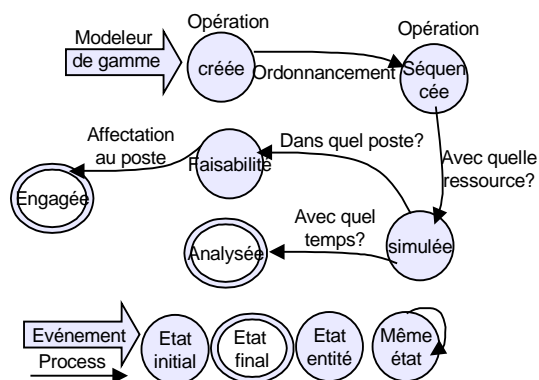 Opération
Modeleur
de gamme
créée
Ordonnancement
Opération
Séquen
cée
Affectation
au poste
Faisabilité
Dans quel poste?
Avec quelle
ressource?
Engagée
Avec quel
temps?
Analysée
simulée
Evénement
Process
Etat
initial
Etat
final
Etat
entité
Même
état